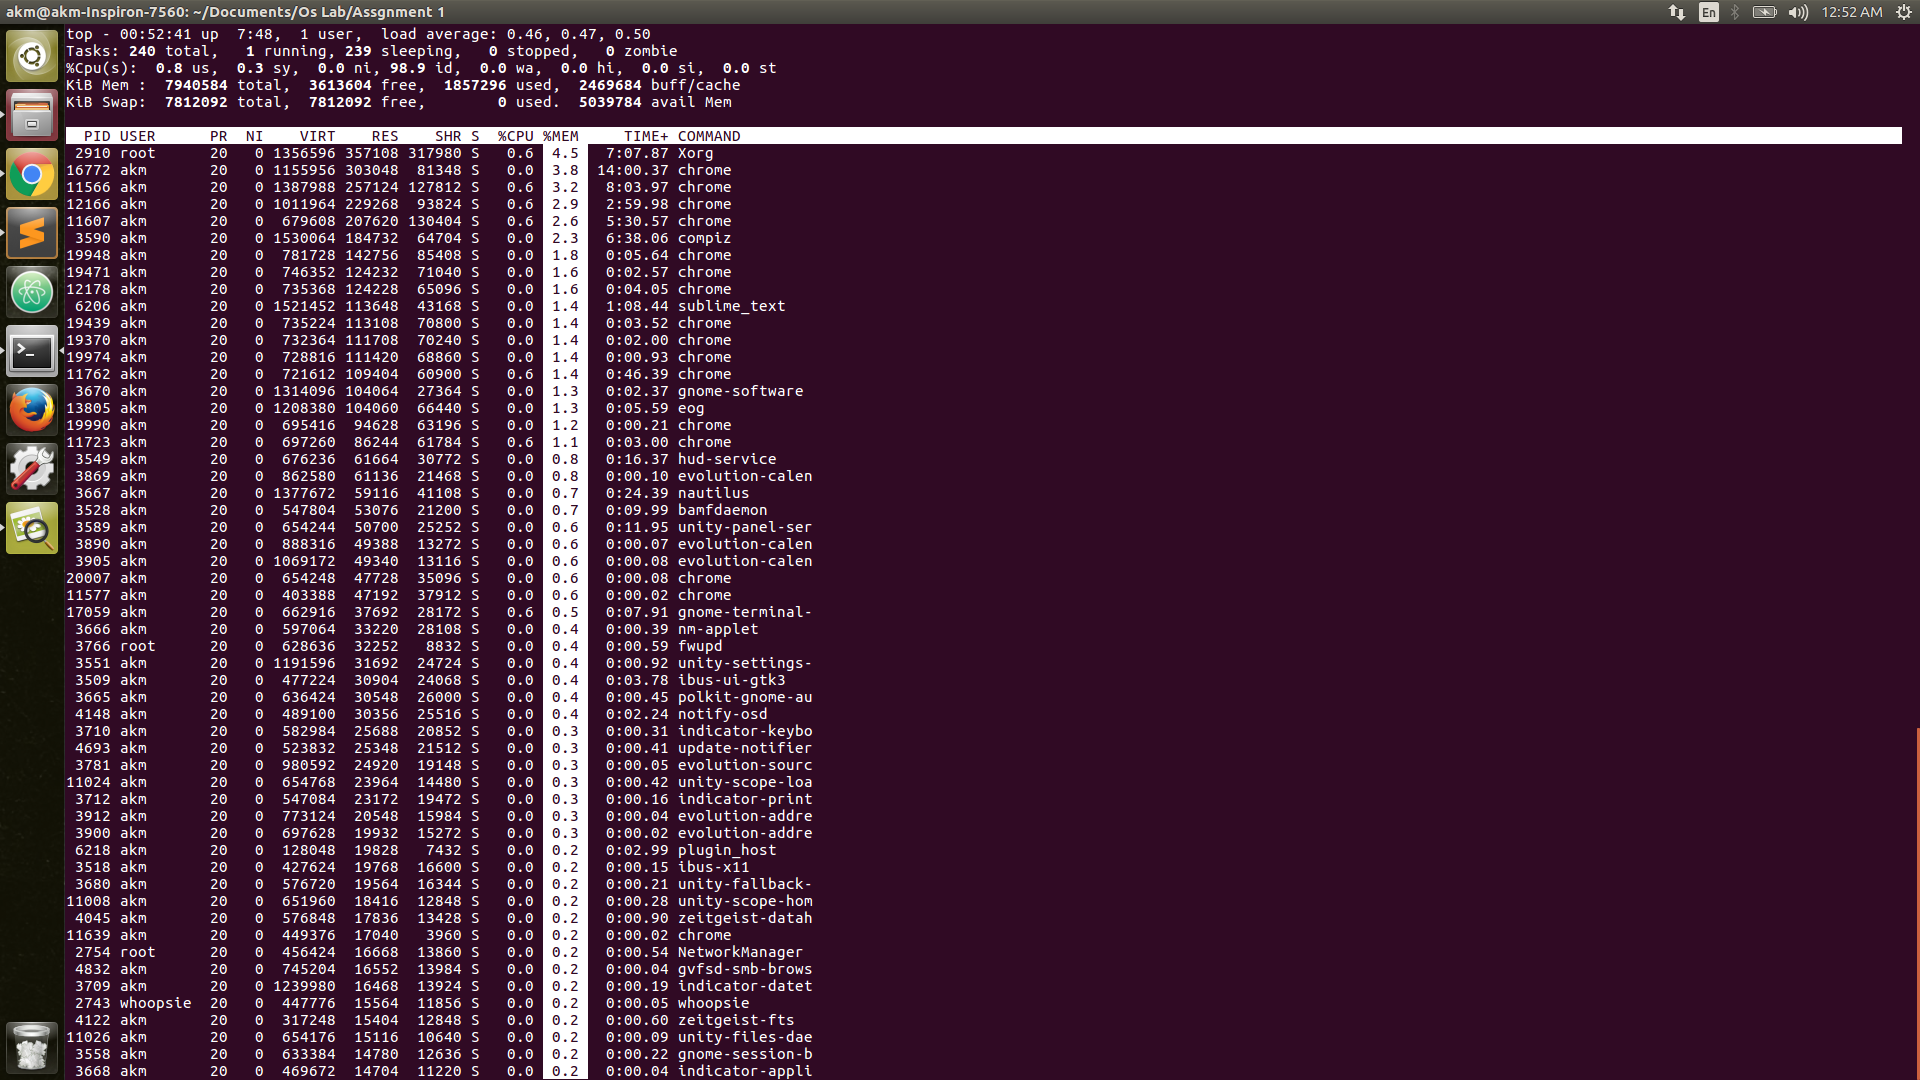 akm@akm-Inspiron-7560: ~/Documents/Os Lab/Assgnment 1
En
12:52 AM
top - 00:52:41 up  7:48,  1 user,  load average: 0.46, 0.47, 0.50
Tasks: 240 total,   1 running, 239 sleeping,   0 stopped,   0 zombie
%Cpu(s):  0.8 us,  0.3 sy,  0.0 ni, 98.9 id,  0.0 wa,  0.0 hi,  0.0 si,  0.0 st
KiB Mem :  7940584 total,  3613604 free,  1857296 used,  2469684 buff/cache
KiB Swap:  7812092 total,  7812092 free,        0 used.  5039784 avail Mem
PID USER      PR  NI    VIRT    RES    SHR S  %CPU %MEM     TIME+ COMMAND
2910 root      20   0 1356596 357108 317980 S   0.6  4.5   7:07.87 Xorg
16772 akm       20   0 1155956 303048  81348 S   0.0  3.8  14:00.37 chrome
11566 akm       20   0 1387988 257124 127812 S   0.6  3.2   8:03.97 chrome
12166 akm       20   0 1011964 229268  93824 S   0.6  2.9   2:59.98 chrome
11607 akm       20   0  679608 207620 130404 S   0.6  2.6   5:30.57 chrome
3590 akm       20   0 1530064 184732  64704 S   0.0  2.3   6:38.06 compiz
19948 akm       20   0  781728 142756  85408 S   0.0  1.8   0:05.64 chrome
19471 akm       20   0  746352 124232  71040 S   0.0  1.6   0:02.57 chrome
12178 akm       20   0  735368 124228  65096 S   0.0  1.6   0:04.05 chrome
6206 akm       20   0 1521452 113648  43168 S   0.0  1.4   1:08.44 sublime_text
19439 akm       20   0  735224 113108  70800 S   0.0  1.4   0:03.52 chrome
19370 akm       20   0  732364 111708  70240 S   0.0  1.4   0:02.00 chrome
19974 akm       20   0  728816 111420  68860 S   0.0  1.4   0:00.93 chrome
11762 akm       20   0  721612 109404  60900 S   0.6  1.4   0:46.39 chrome
3670 akm       20   0 1314096 104064  27364 S   0.0  1.3   0:02.37 gnome-software
13805 akm       20   0 1208380 104060  66440 S   0.0  1.3   0:05.59 eog
19990 akm       20   0  695416  94628  63196 S   0.0  1.2   0:00.21 chrome
11723 akm       20   0  697260  86244  61784 S   0.6  1.1   0:03.00 chrome
3549 akm       20   0  676236  61664  30772 S   0.0  0.8   0:16.37 hud-service
3869 akm       20   0  862580  61136  21468 S   0.0  0.8   0:00.10 evolution-calen
3667 akm       20   0 1377672  59116  41108 S   0.0  0.7   0:24.39 nautilus
3528 akm       20   0  547804  53076  21200 S   0.0  0.7   0:09.99 bamfdaemon
3589 akm       20   0  654244  50700  25252 S   0.0  0.6   0:11.95 unity-panel-ser
3890 akm       20   0  888316  49388  13272 S   0.0  0.6   0:00.07 evolution-calen
3905 akm       20   0 1069172  49340  13116 S   0.0  0.6   0:00.08 evolution-calen
20007 akm       20   0  654248  47728  35096 S   0.0  0.6   0:00.08 chrome
11577 akm       20   0  403388  47192  37912 S   0.0  0.6   0:00.02 chrome
17059 akm       20   0  662916  37692  28172 S   0.6  0.5   0:07.91 gnome-terminal-
3666 akm       20   0  597064  33220  28108 S   0.0  0.4   0:00.39 nm-applet
3766 root      20   0  628636  32252   8832 S   0.0  0.4   0:00.59 fwupd
3551 akm       20   0 1191596  31692  24724 S   0.0  0.4   0:00.92 unity-settings-
3509 akm       20   0  477224  30904  24068 S   0.0  0.4   0:03.78 ibus-ui-gtk3
3665 akm       20   0  636424  30548  26000 S   0.0  0.4   0:00.45 polkit-gnome-au
4148 akm       20   0  489100  30356  25516 S   0.0  0.4   0:02.24 notify-osd
3710 akm       20   0  582984  25688  20852 S   0.0  0.3   0:00.31 indicator-keybo
4693 akm       20   0  523832  25348  21512 S   0.0  0.3   0:00.41 update-notifier
3781 akm       20   0  980592  24920  19148 S   0.0  0.3   0:00.05 evolution-sourc
11024 akm       20   0  654768  23964  14480 S   0.0  0.3   0:00.42 unity-scope-loa
3712 akm       20   0  547084  23172  19472 S   0.0  0.3   0:00.16 indicator-print
3912 akm       20   0  773124  20548  15984 S   0.0  0.3   0:00.04 evolution-addre
3900 akm       20   0  697628  19932  15272 S   0.0  0.3   0:00.02 evolution-addre
6218 akm       20   0  128048  19828   7432 S   0.0  0.2   0:02.99 plugin_host
3518 akm       20   0  427624  19768  16600 S   0.0  0.2   0:00.15 ibus-x11
3680 akm       20   0  576720  19564  16344 S   0.0  0.2   0:00.21 unity-fallback-
11008 akm       20   0  651960  18416  12848 S   0.0  0.2   0:00.28 unity-scope-hom
4045 akm       20   0  576848  17836  13428 S   0.0  0.2   0:00.90 zeitgeist-datah
11639 akm       20   0  449376  17040   3960 S   0.0  0.2   0:00.02 chrome
2754 root      20   0  456424  16668  13860 S   0.0  0.2   0:00.54 NetworkManager
4832 akm       20   0  745204  16552  13984 S   0.0  0.2   0:00.04 gvfsd-smb-brows
3709 akm       20   0 1239980  16468  13924 S   0.0  0.2   0:00.19 indicator-datet
2743 whoopsie  20   0  447776  15564  11856 S   0.0  0.2   0:00.05 whoopsie
4122 akm       20   0  317248  15404  12848 S   0.0  0.2   0:00.60 zeitgeist-fts
11026 akm       20   0  654176  15116  10640 S   0.0  0.2   0:00.09 unity-files-dae
3558 akm       20   0  633384  14780  12636 S   0.0  0.2   0:00.22 gnome-session-b
3668 akm       20   0  469672  14704  11220 S   0.0  0.2   0:00.04 indicator-appli